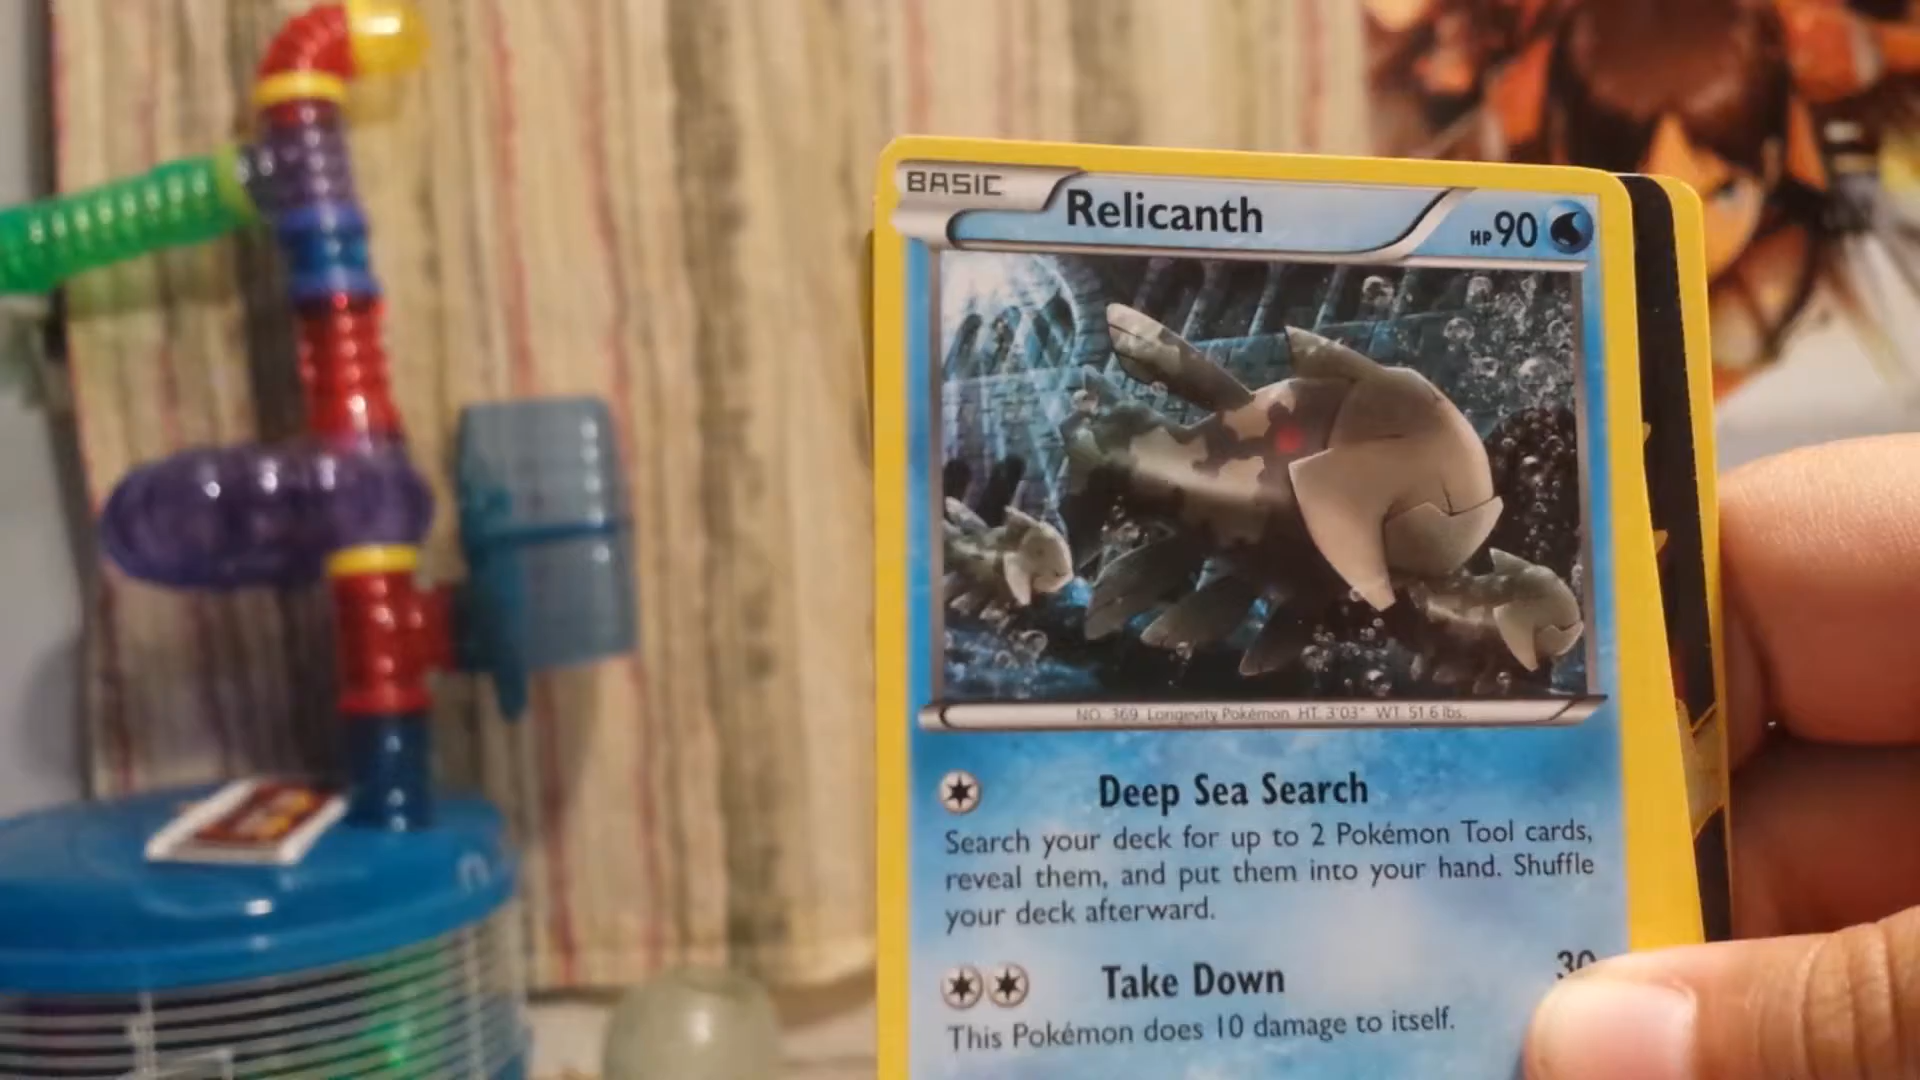 BASIC
Relicanth
HP90
NO. 369 Longevity Pokémon HT: 3'03" WT: 51.6 lbs.
Deep Sea Search
Search your deck for up to 2 Pokémon Tool cards,
reveal them, and put them into your hand. Shuffle
your deck afterward.
Take Down 30
This Pokémon does 10 damage to itself.